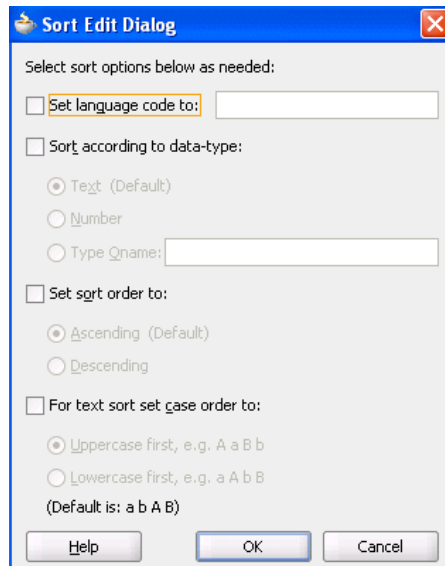 Sort Edit Dialog
Select sort options below as needed:
Set language code to:
Sort according to data-type:
Text (Default)
Number
Type Qname:
Set sort order to:
Ascending (Default)
Descending
For text sort set case order to:
Uppercase first, e.g. A a B b
Lowercase first, e.g. a A b B
(Default is: a b A B)
Help OK Cancel